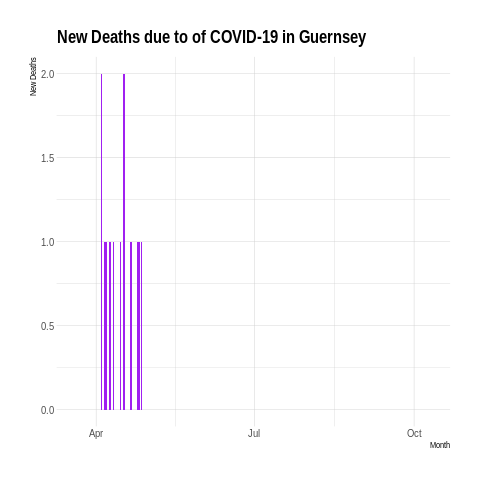 New Deaths due to of COVID-19 in Guernsey
New Deaths
2.0
1.5
1.0
0.5
0.0
Apr
Jul
Oct
Month